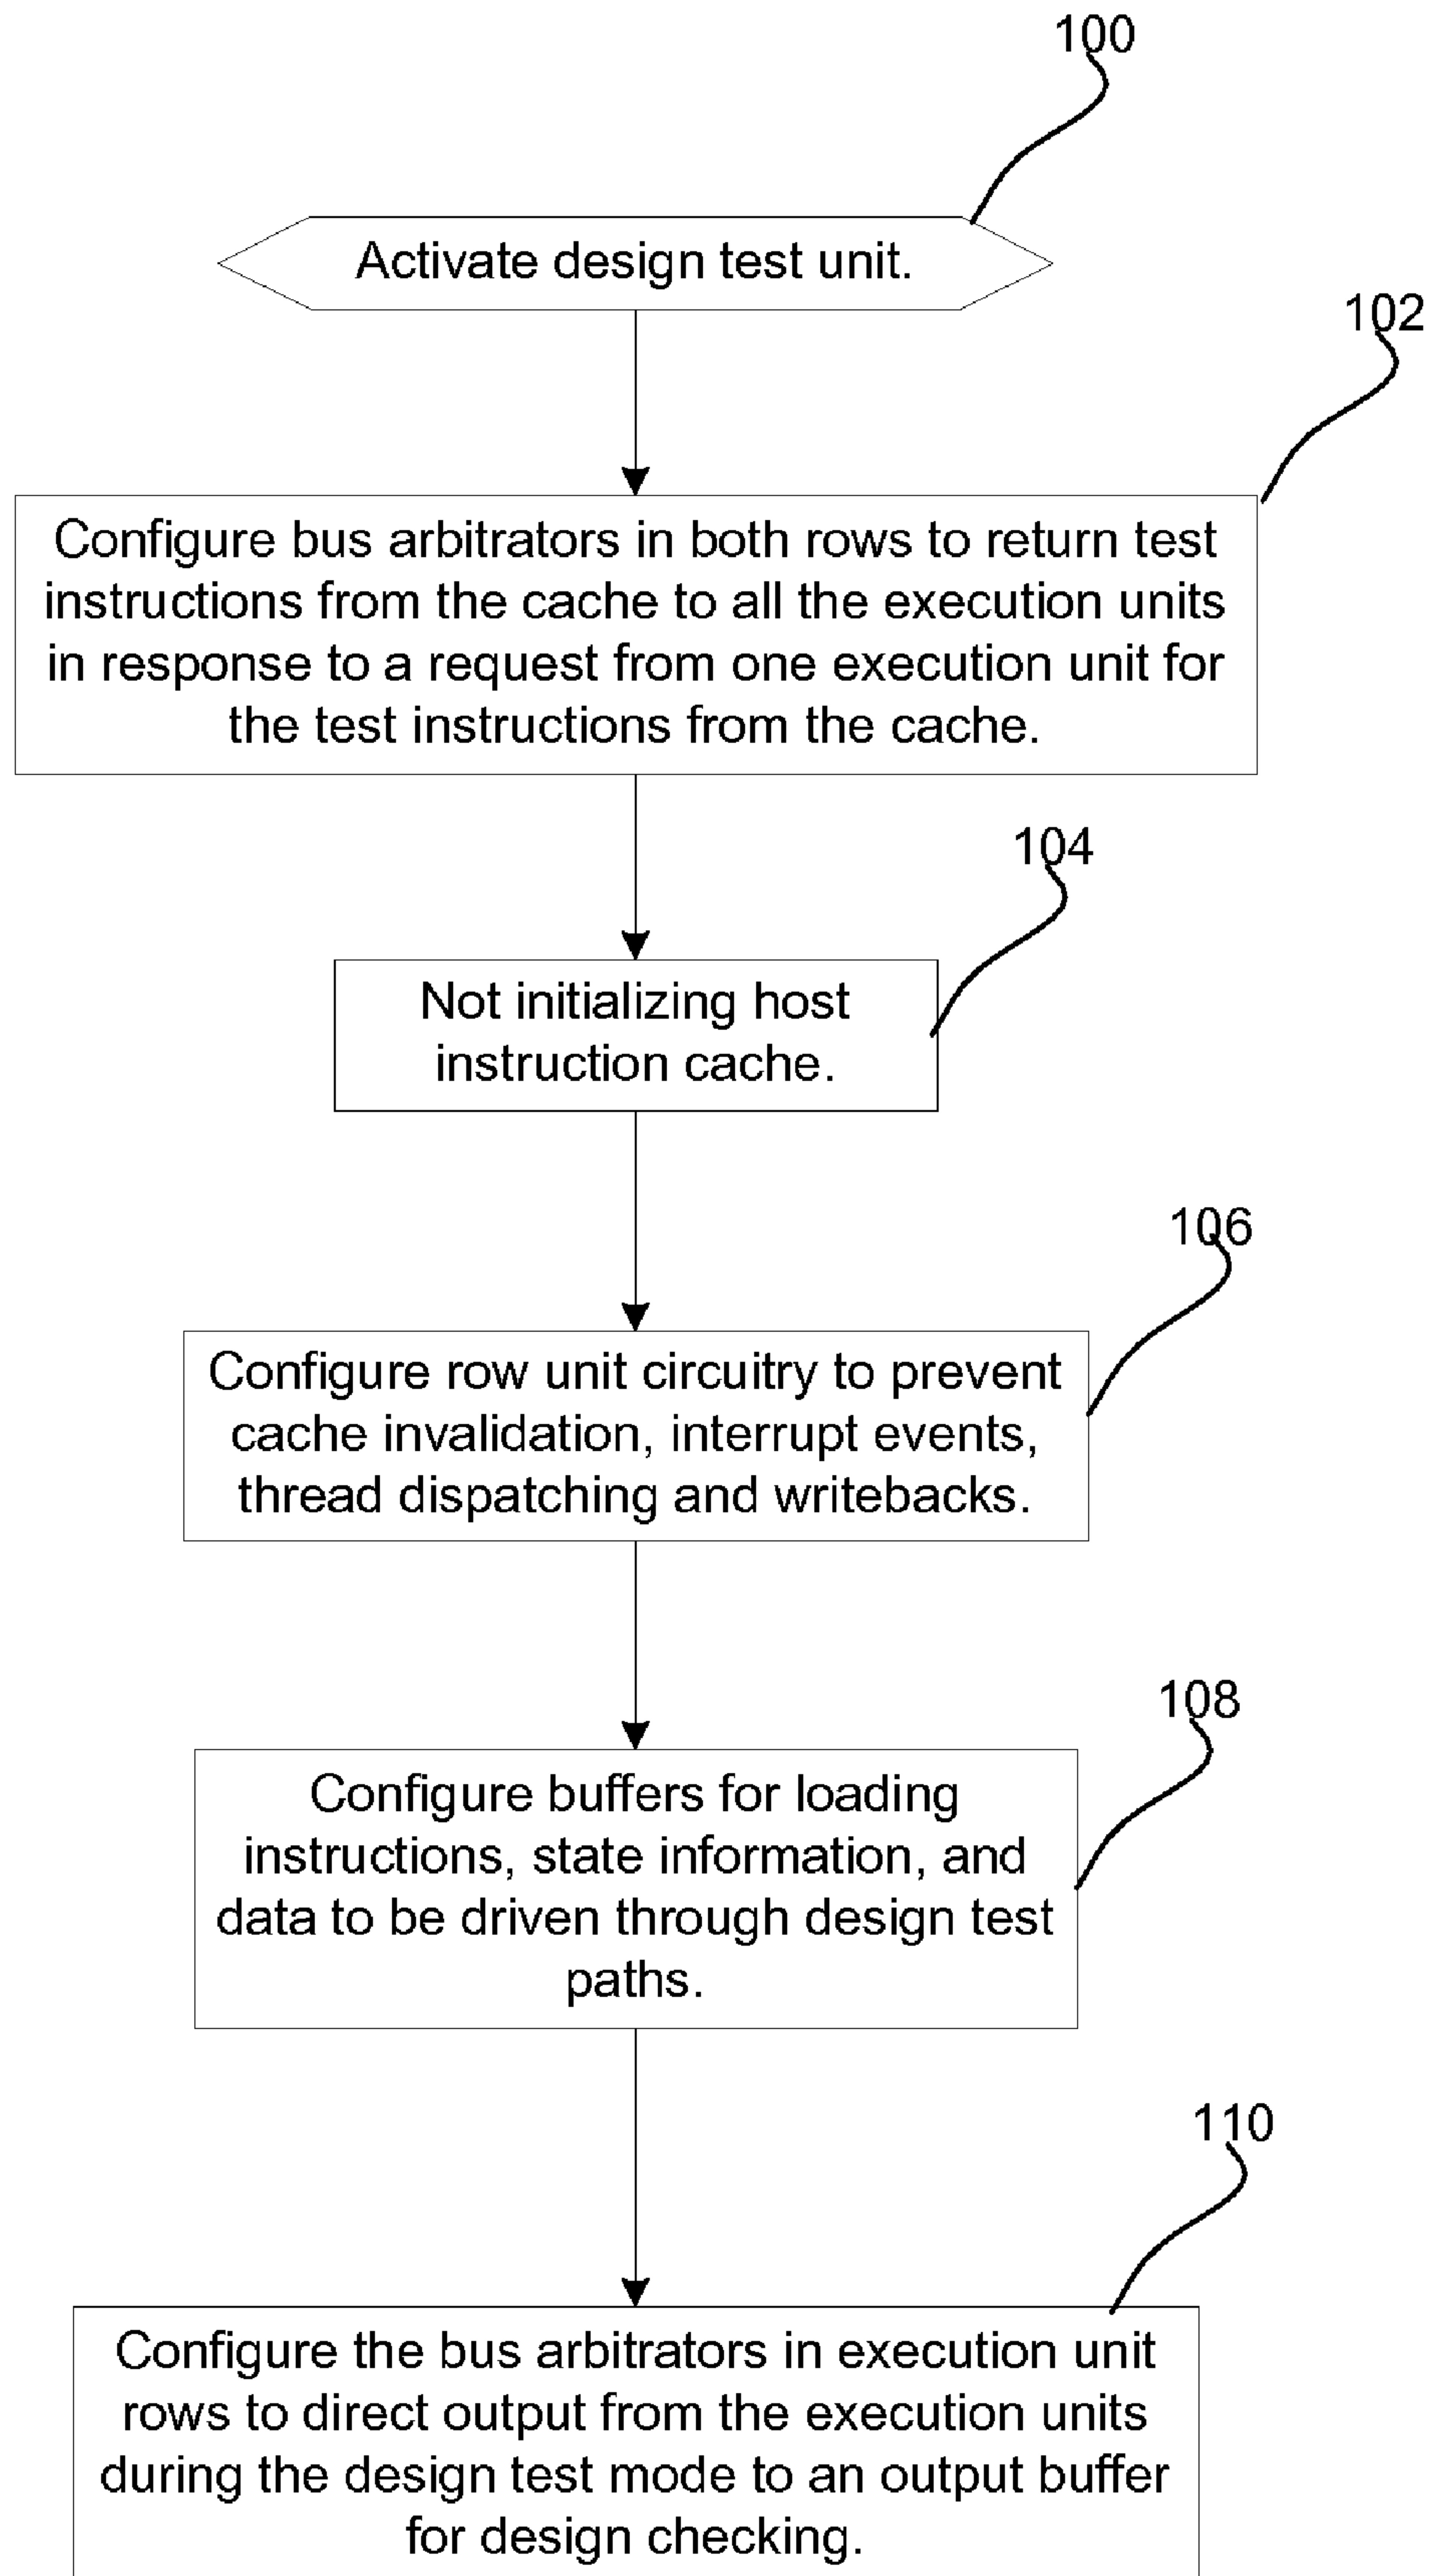 100
Activate design test unit.
102
Configure bus arbitrators in both rows to return test
instructions from the cache to all the execution units
in response to a request from one execution unit for
the test instructions from the cache.
104
Not initializing host
instruction cache.
106
Configure row unit circuitry to prevent
cache invalidation, interrupt events,
thread dispatching and writebacks.
108
Configure buffers for loading
instructions, state information, and
data to be driven through design test
paths.
110
Configure the bus arbitrators in execution unit
rows to direct output from the execution units
during the design test mode to an output buffer
for design checking.